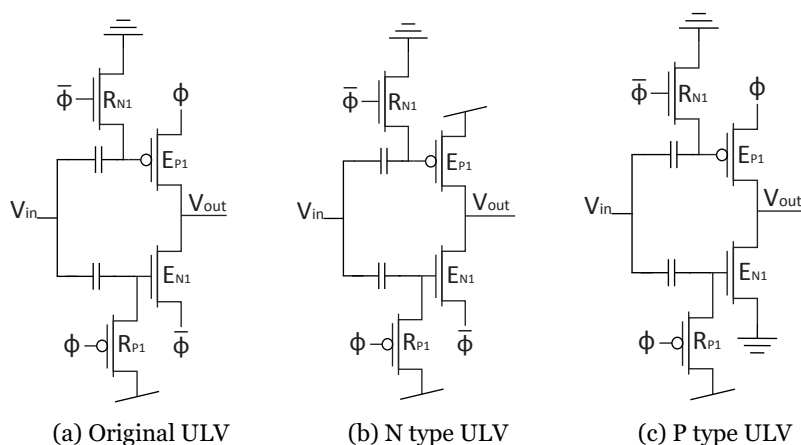 φ̅ R_N1 φ E_P1 V_in V_out E_N1 φ R_P1 φ̅
φ̅ R_N1 E_P1 V_in V_out E_N1 φ R_P1 φ̅
φ̅ R_N1 φ E_P1 V_in V_out E_N1 φ R_P1
(a) Original ULV
(b) N type ULV
(c) P type ULV